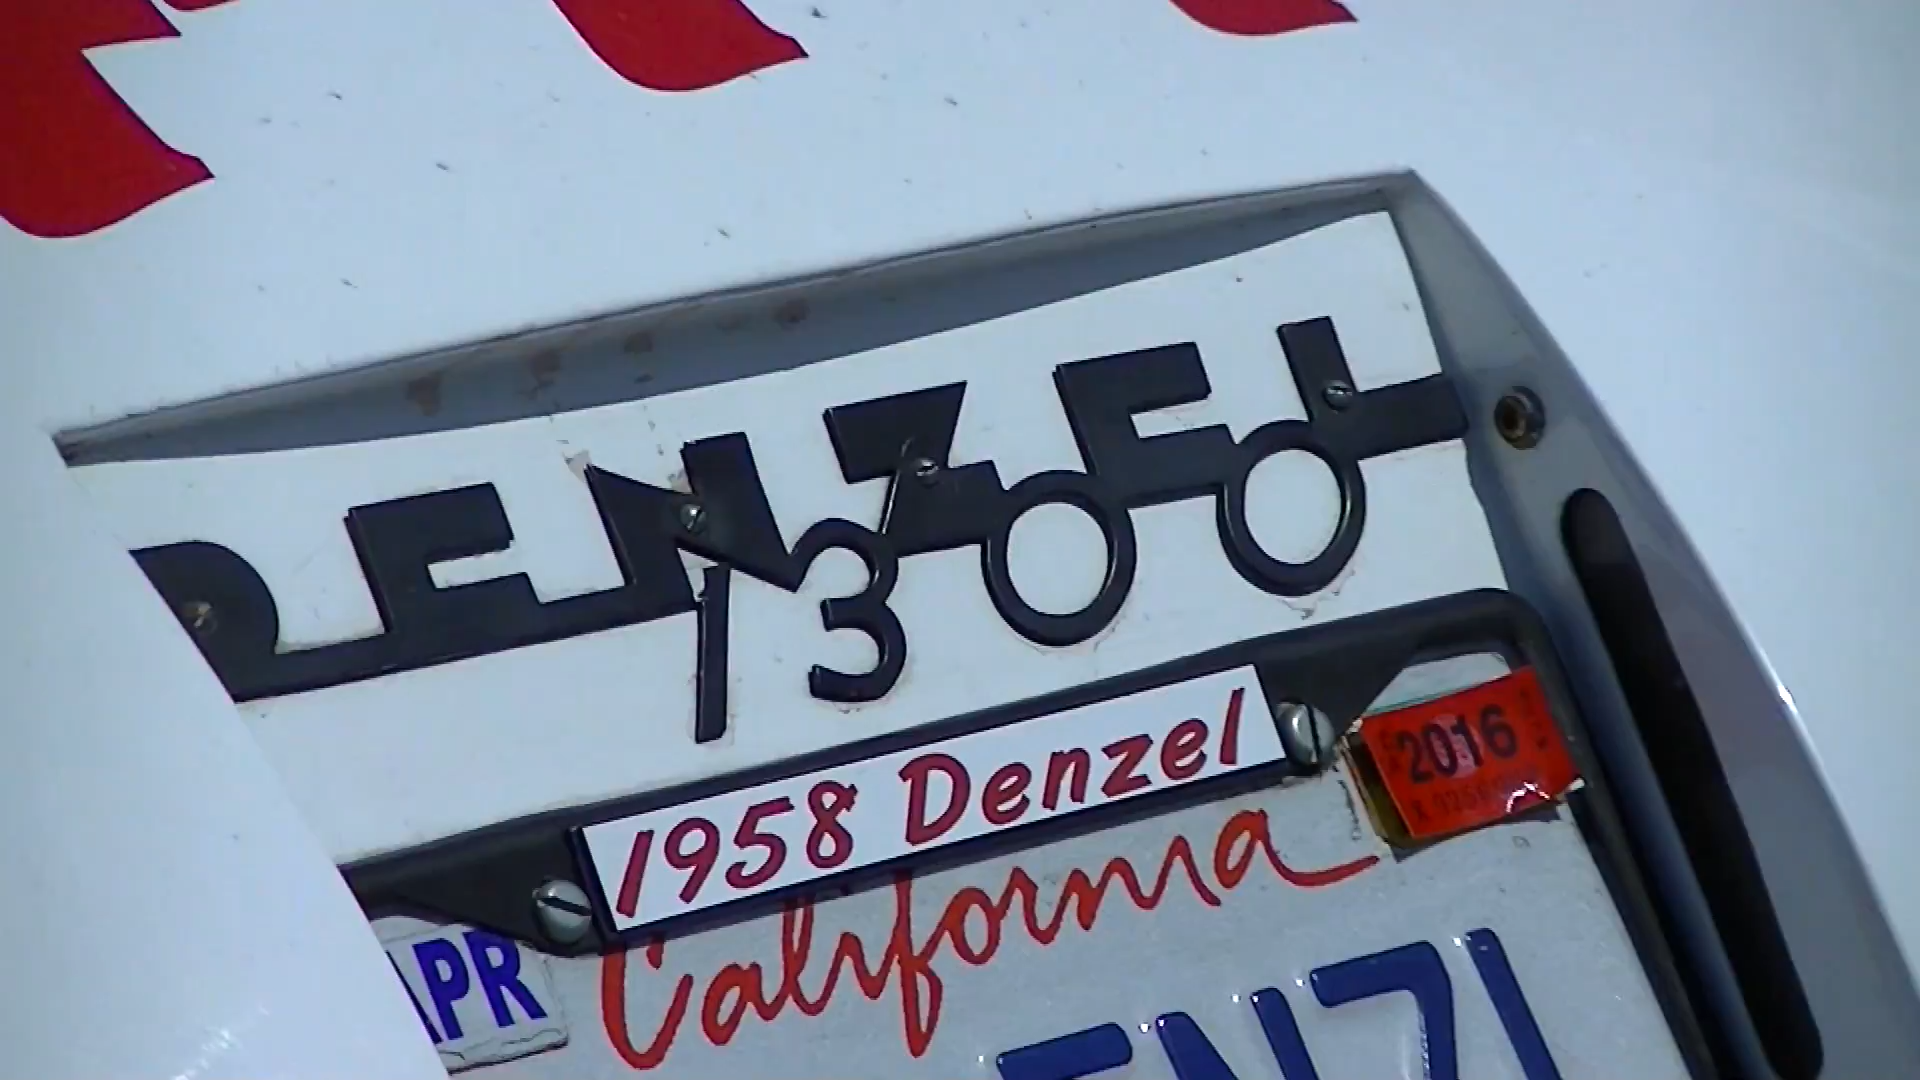 DENZEL
1300
1958 Denzel
2016
California
APR